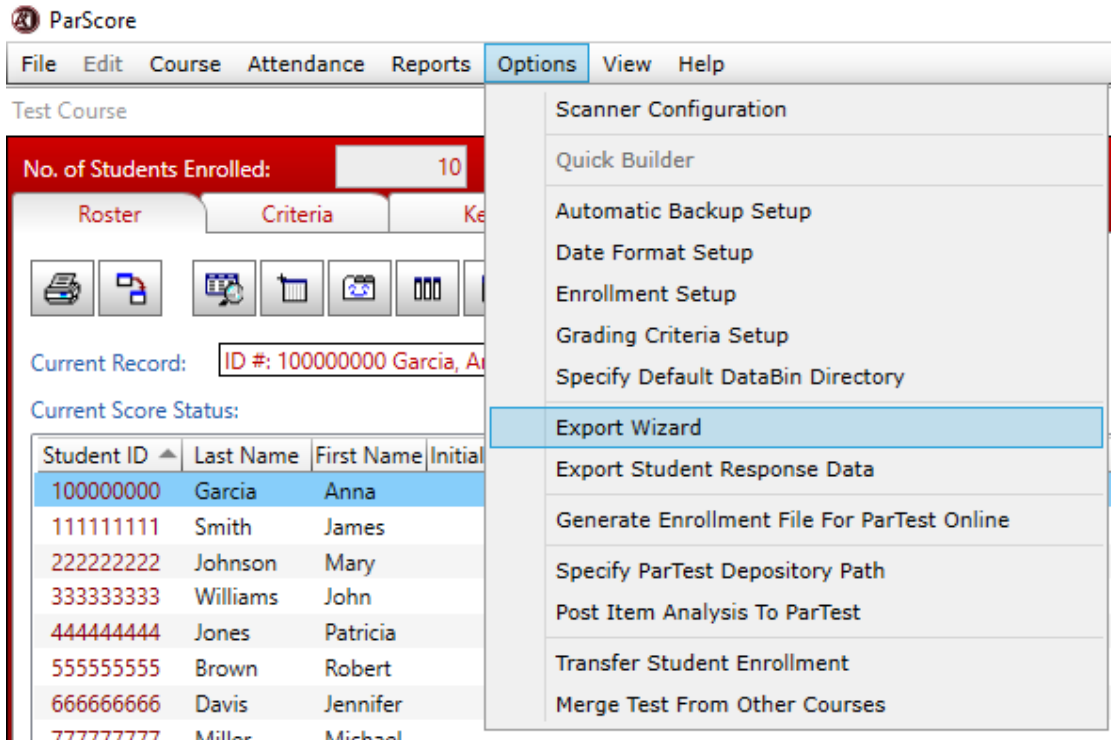 ParScore
File Edit Course Attendance Reports Options View Help
Test Course
No. of Students Enrolled: 10
Roster Criteria
Current Record: ID #: 100000000 Garcia,
Current Score Status:
Student ID Last Name First Name Initial
100000000 Garcia Anna
111111111 Smith James
222222222 Johnson Mary
333333333 Williams John
444444444 Jones Patricia
555555555 Brown Robert
666666666 Davis Jennifer
777777777 Miller Michael
Scanner Configuration
Quick Builder
Automatic Backup Setup
Date Format Setup
Enrollment Setup
Grading Criteria Setup
Specify Default DataBin Directory
Export Wizard
Export Student Response Data
Generate Enrollment File For ParTest Online
Specify ParTest Depository Path
Post Item Analysis To ParTest
Transfer Student Enrollment
Merge Test From Other Courses